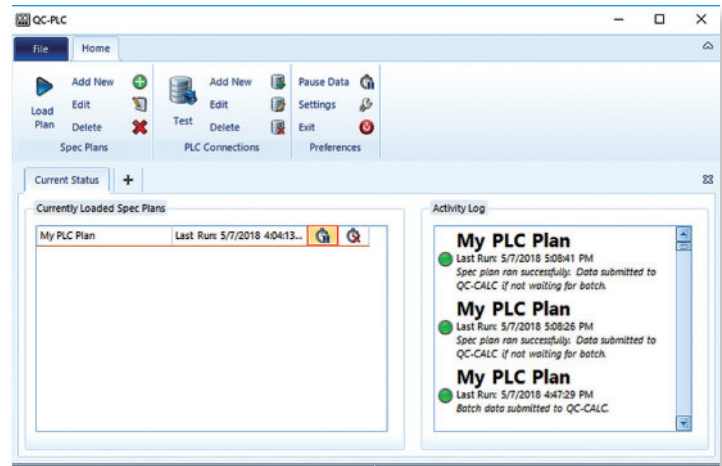 QC-PLC
File Home
Load Plan
Add New
Edit
Delete
Spec Plans
Test
Add New
Edit
Delete
PLC Connections
Pause Data
Settings
Exit
Preferences
Current Status +
Currently Loaded Spec Plans
My PLC Plan Last Run: 5/7/2018 4:04:13...
Activity Log
My PLC Plan
Last Run: 5/7/2018 5:08:41 PM
Spec plan ran successfully. Data submitted to
QC-CALC if not waiting for batch.
My PLC Plan
Last Run: 5/7/2018 5:08:26 PM
Spec plan ran successfully. Data submitted to
QC-CALC if not waiting for batch.
My PLC Plan
Last Run: 5/7/2018 4:47:29 PM
Batch data submitted to QC-CALC.